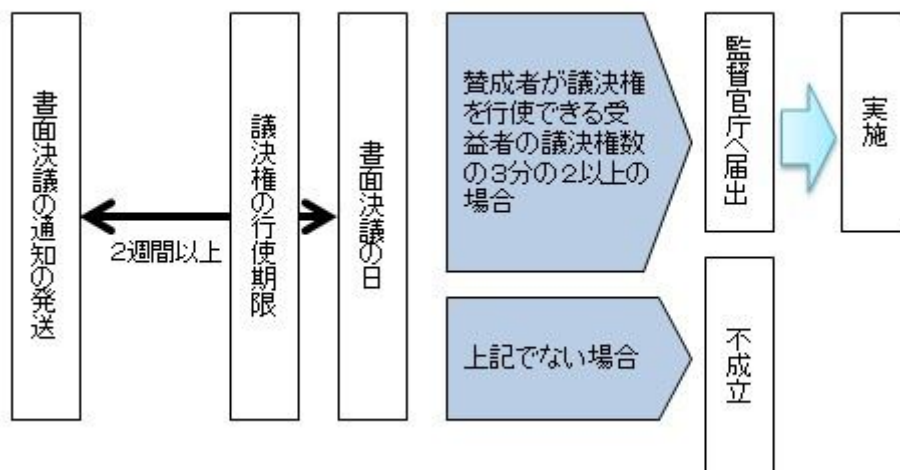 書面決議の通知の発送
2週間以上
議決権の行使期限
書面決議の日
賛成者が議決権
を行使できる受
益者の議決権数
の3分の2以上の
場合
監督官庁へ届出
実施
上記でない場合
不成立